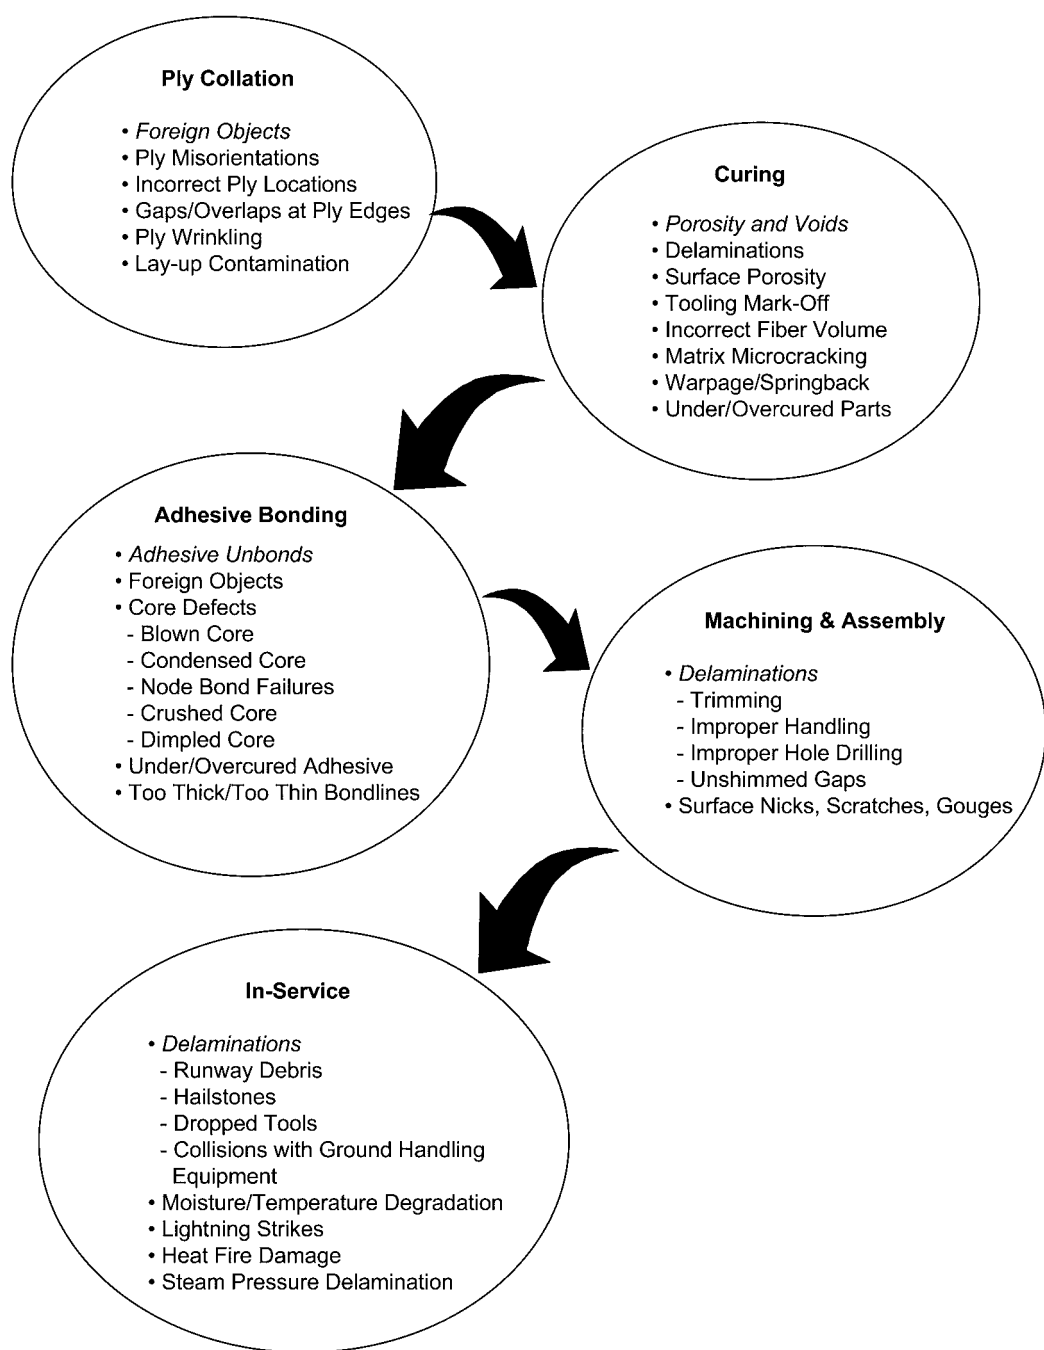 Ply Collation
• Foreign Objects
• Ply Misorientations
• Incorrect Ply Locations
• Gaps/Overlaps at Ply Edges
• Ply Wrinkling
• Lay-up Contamination
Curing
• Porosity and Voids
• Delaminations
• Surface Porosity
• Tooling Mark-Off
• Incorrect Fiber Volume
• Matrix Microcracking
• Warpage/Springback
• Under/Overcured Parts
Adhesive Bonding
• Adhesive Unbonds
• Foreign Objects
• Core Defects
- Blown Core
- Condensed Core
- Node Bond Failures
- Crushed Core
- Dimpled Core
• Under/Overcured Adhesive
• Too Thick/Too Thin Bondlines
Machining & Assembly
• Delaminations
- Trimming
- Improper Handling
- Improper Hole Drilling
- Unshimmed Gaps
• Surface Nicks, Scratches, Gouges
In-Service
• Delaminations
- Runway Debris
- Hailstones
- Dropped Tools
- Collisions with Ground Handling
Equipment
• Moisture/Temperature Degradation
• Lightning Strikes
• Heat Fire Damage
• Steam Pressure Delamination